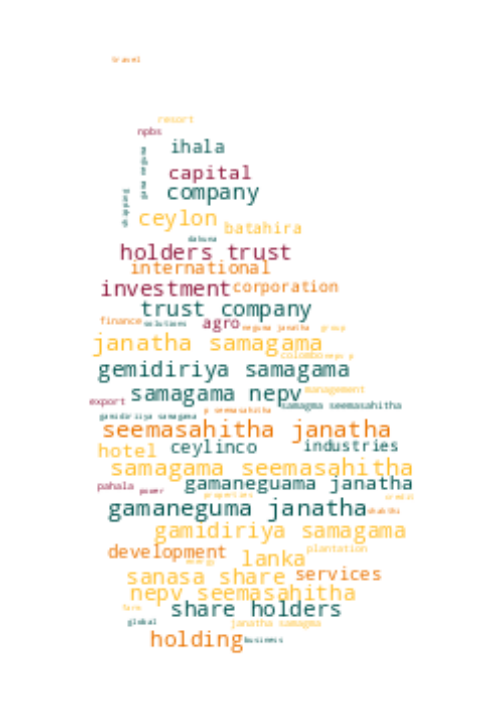 travel
resort
npbs
ihala
capital
company
ceylon
batahira
dakuna
holders trust
international
investment corporation
trust company
finance solutions agro neguma janatha group
janatha samagama
colombo nepv p
gemidiriya samagama
samagama nepv management
export samagma seemasahitha
gamidiriya samagama p seemasahitha
seemasahitha janatha
hotel ceylinco industries
samagama seemasahitha
pahala power gamaneguama janatha
properties credit
gamaneguma janatha shakthi
gamidiriya samagama
development lanka plantation
energy
sanasa share services
nepv seemasahitha
farm share holders
global janatha samagma
holding business